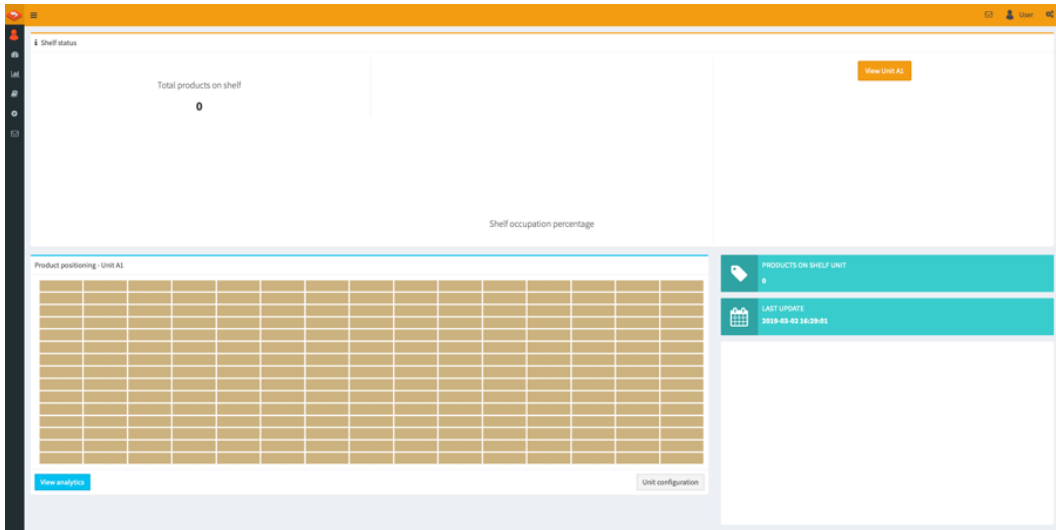 User
Shelf status
Total products on shelf
0
View Unit A1
Shelf occupation percentage
Product positioning - Unit A1
PRODUCTS ON SHELF UNIT
0
LAST UPDATE
2019-03-02 16:29:01
View analytics
Unit configuration